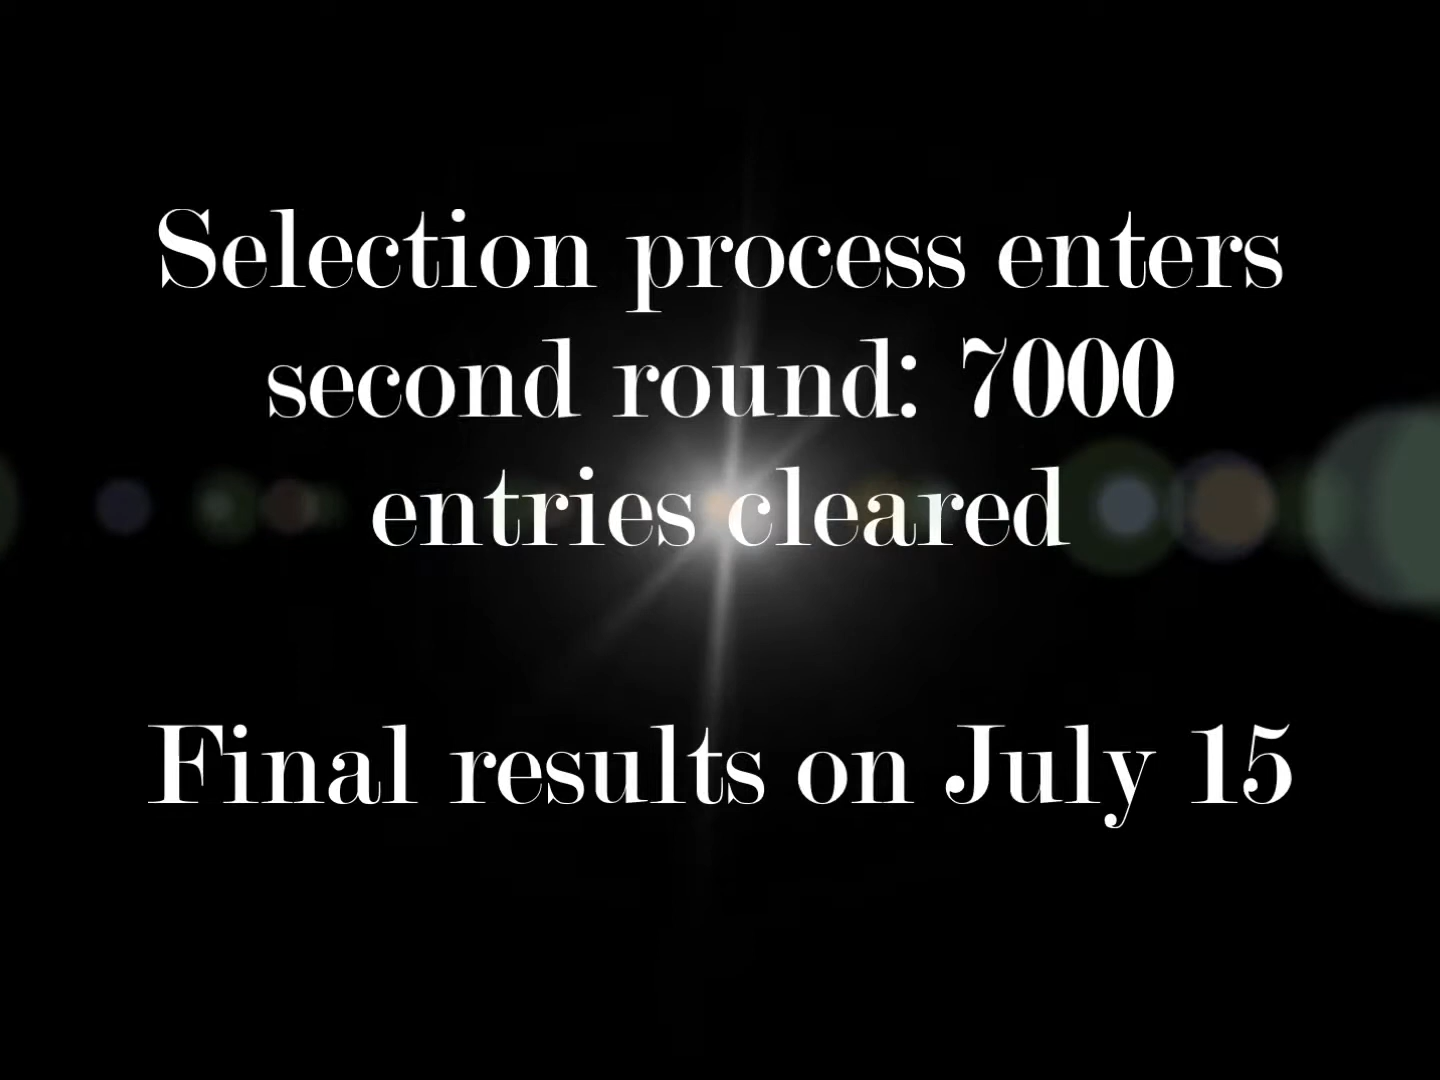 Selection process enters
second round: 7000
entries cleared
Final results on July 15